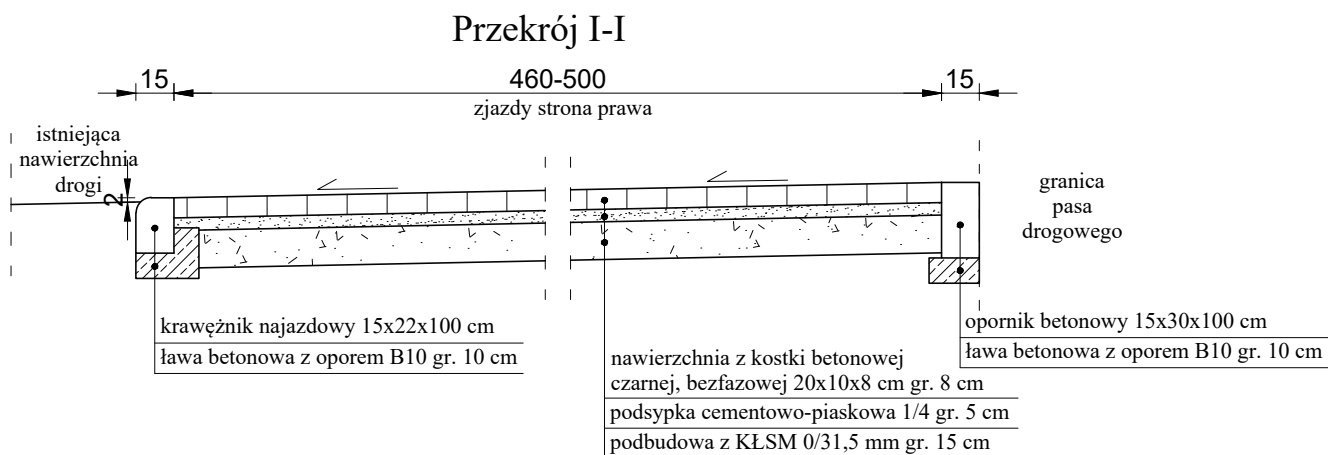 Przekrój I-I
15
460-500
15
zjazdy strona prawa
istniejąca
nawierzchnia
drogi
2
granica
pasa
drogowego
krawężnik najazdowy 15x22x100 cm
ława betonowa z oporem B10 gr. 10 cm
nawierzchnia z kostki betonowej
czarnej, bezfazowej 20x10x8 cm gr. 8 cm
podsypka cementowo-piaskowa 1/4 gr. 5 cm
podbudowa z KŁSM 0/31,5 mm gr. 15 cm
opornik betonowy 15x30x100 cm
ława betonowa z oporem B10 gr. 10 cm